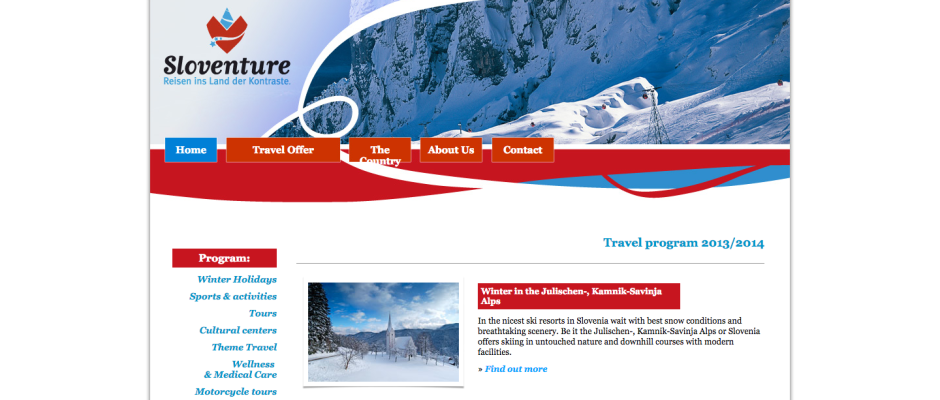 Sloventure
Reisen ins Land der Kontraste.
Home
Travel Offer
The
Country
About Us
Contact
Travel program 2013/2014
Program:
Winter Holidays
Sports & activities
Tours
Cultural centers
Theme Travel
Wellness
& Medical Care
Motorcycle tours
Winter in the Julischen-, Kamnik-Savinja
Alps
In the nicest ski resorts in Slovenia wait with best snow conditions and
breathtaking scenery. Be it the Julischen-, Kamnik-Savinja Alps or Slovenia
offers skiing in untouched nature and downhill courses with modern
facilities.
» Find out more